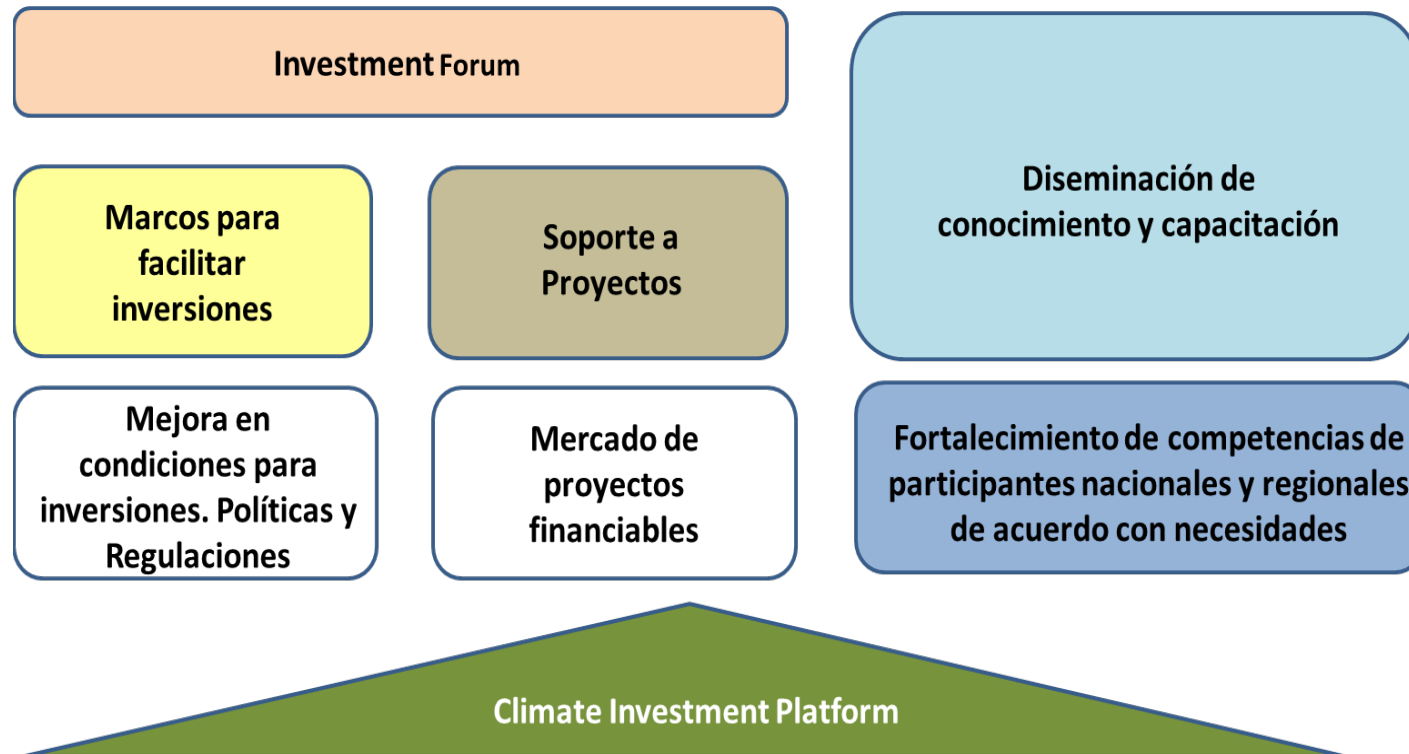 Investment Forum
Diseminación de
conocimiento y capacitación
Marcos para
facilitar
inversiones
Soporte a
Proyectos
Mejora en
condiciones para
inversiones. Políticas y
Regulaciones
Mercado de
proyectos
financiables
Fortalecimiento de competencias de
participantes nacionales y regionales
de acuerdo con necesidades
Climate Investment Platform